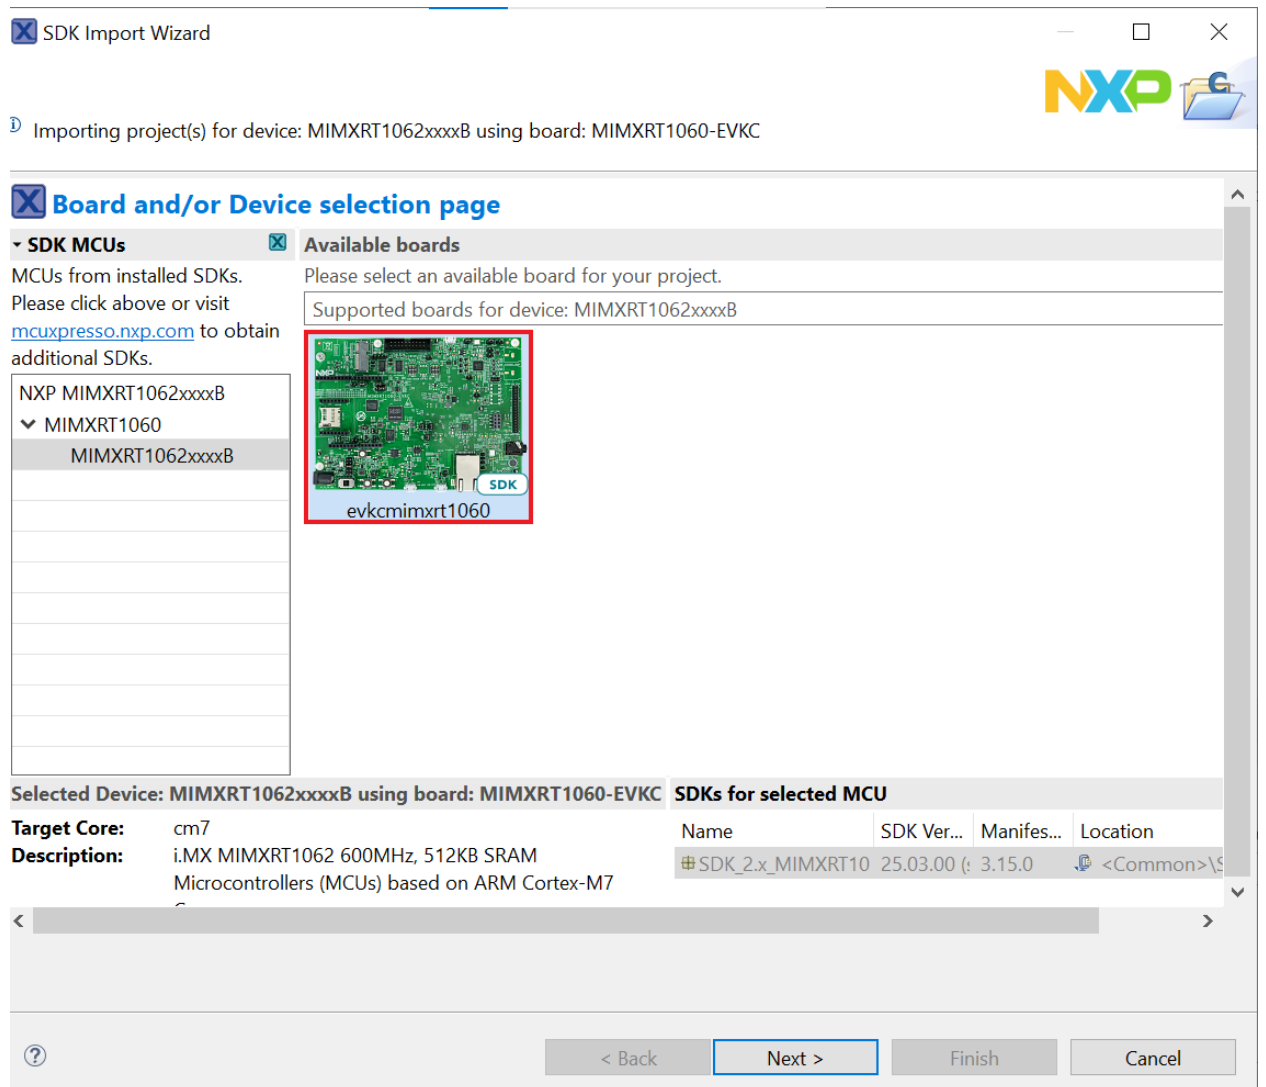 SDK Import Wizard
NXP
Importing project(s) for device: MIMXRT1062xxxxB using board: MIMXRT1060-EVKC
Board and/or Device selection page
SDK MCUs
MCUs from installed SDKs.
Please click above or visit
mcuxpresso.nxp.com to obtain
additional SDKs.
NXP MIMXRT1062xxxxB
MIMXRT1060
MIMXRT1062xxxxB
Available boards
Please select an available board for your project.
Supported boards for device: MIMXRT1062xxxxB
NXP
SDK
evkcmimxrt1060
Selected Device: MIMXRT1062xxxxB using board: MIMXRT1060-EVKC
Target Core: cm7
Description: i.MX MIMXRT1062 600MHz, 512KB SRAM
Microcontrollers (MCUs) based on ARM Cortex-M7
SDKs for selected MCU
Name SDK Ver... Manifes... Location
SDK_2.x_MIMXRT10 25.03.00 (s 3.15.0 <Common>\S
< Back Next > Finish Cancel